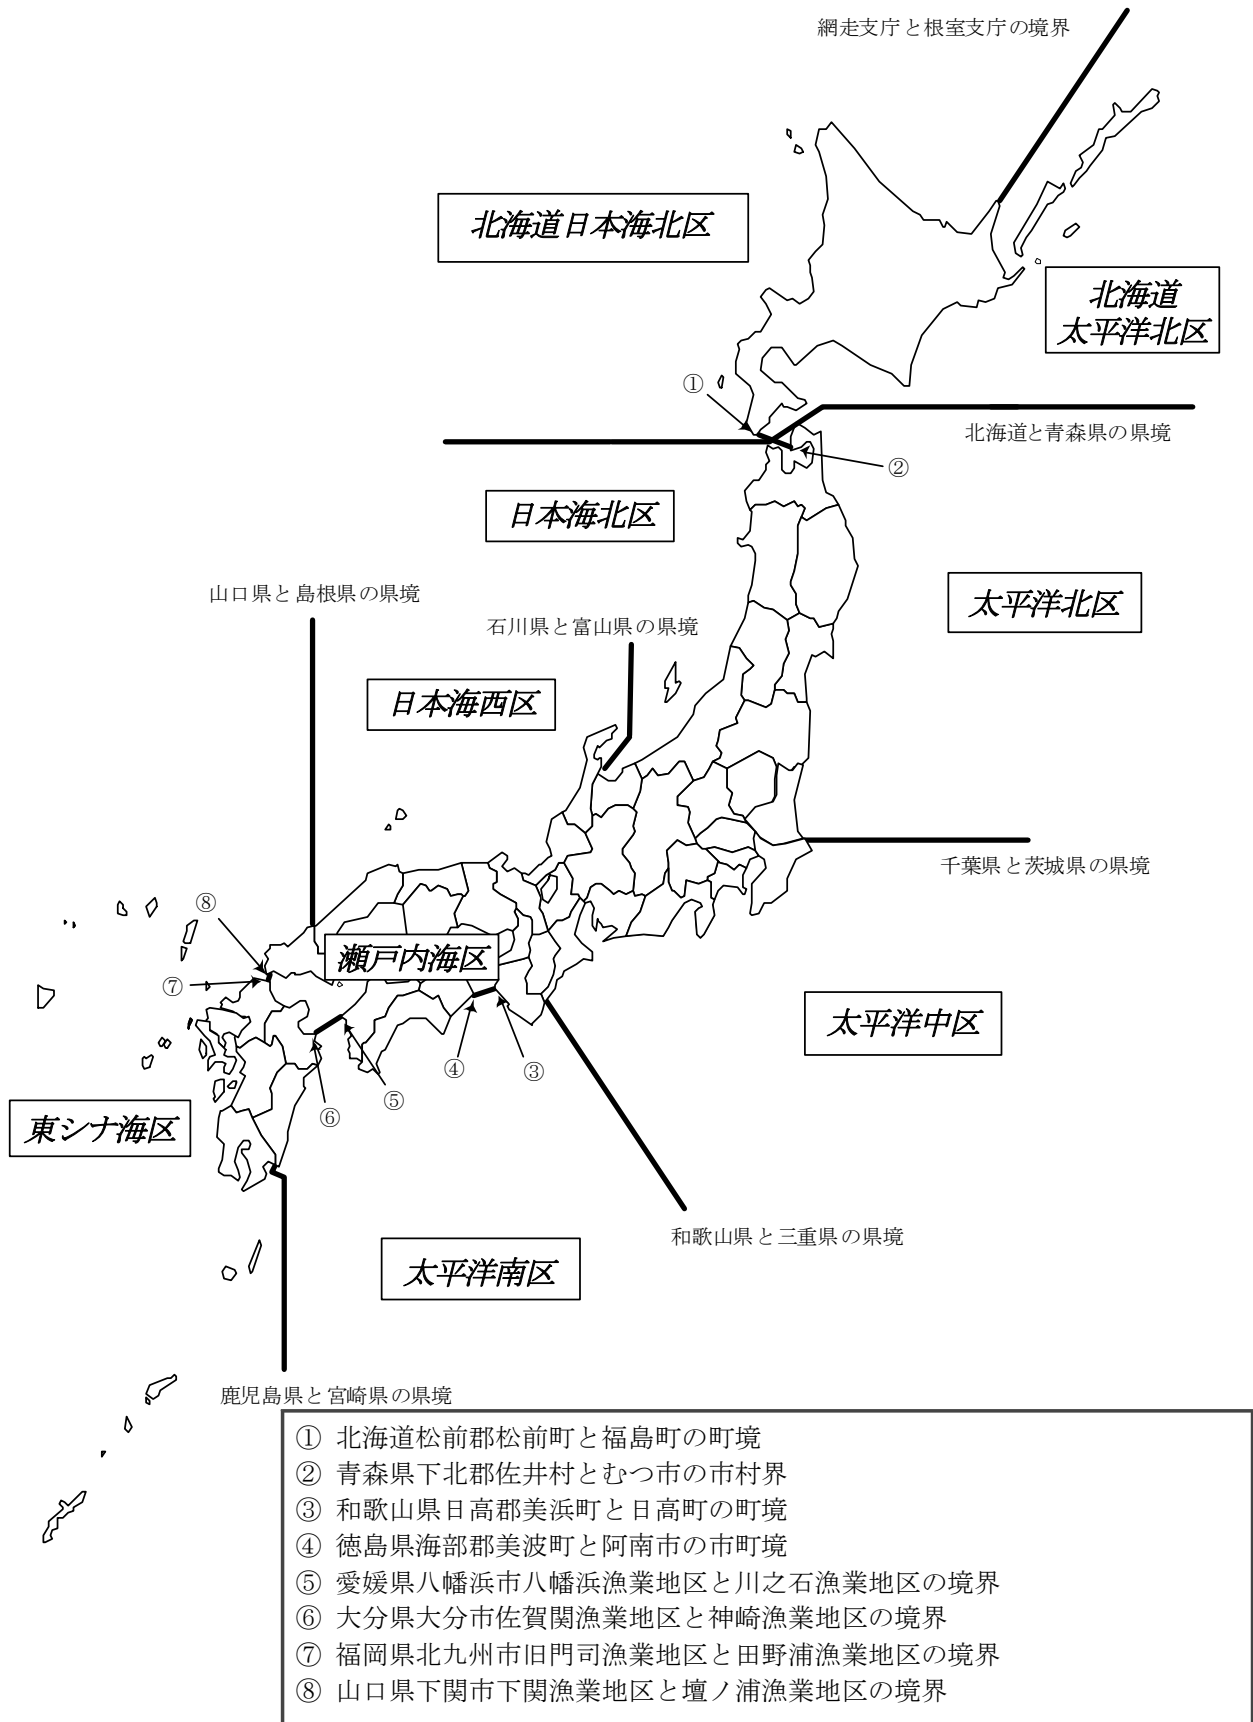 網走支庁と根室支庁の境界
北海道日本海北区
北海道
太平洋北区
①
北海道と青森県の県境
②
日本海北区
山口県と島根県の県境
太平洋北区
石川県と富山県の県境
日本海西区
千葉県と茨城県の県境
⑧
瀬戸内海区
⑦
太平洋中区
④
③
⑤
⑥
東シナ海区
和歌山県と三重県の県境
太平洋南区
鹿児島県と宮崎県の県境
① 北海道松前郡松前町と福島町の町境
② 青森県下北郡佐井村とむつ市の市村界
③ 和歌山県日高郡美浜町と日高町の町境
④ 徳島県海部郡美波町と阿南市の市町境
⑤ 愛媛県八幡浜市八幡浜漁業地区と川之石漁業地区の境界
⑥ 大分県大分市佐賀関漁業地区と神崎漁業地区の境界
⑦ 福岡県北九州市旧門司漁業地区と田野浦漁業地区の境界
⑧ 山口県下関市下関漁業地区と壇ノ浦漁業地区の境界